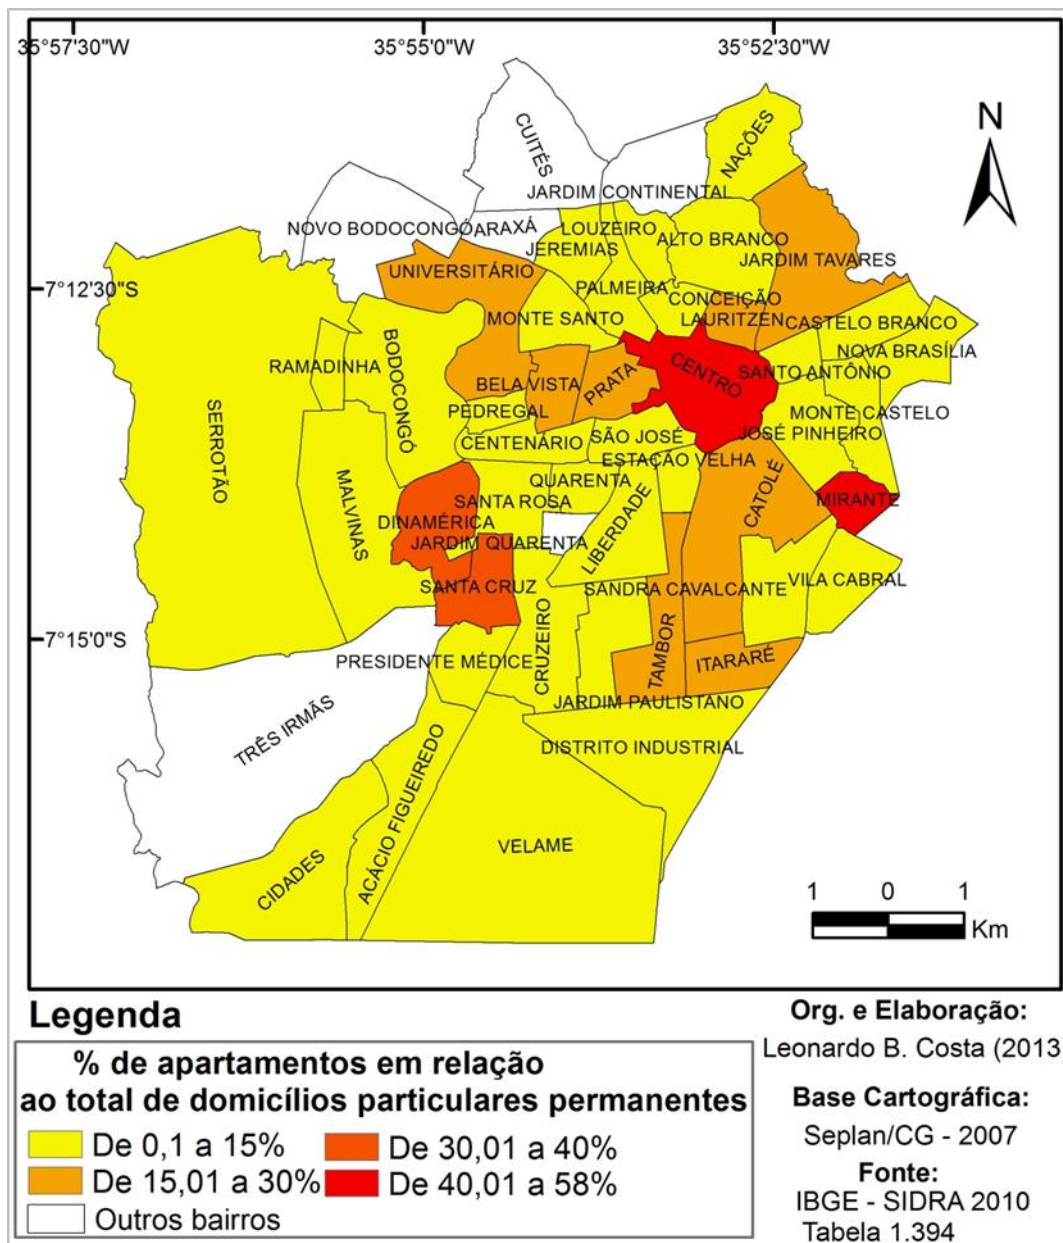 35°57'30"W 35°55'0"W 35°52'30"W
N
NAÇÕES
CUITÉS
JARDIM CONTINENTAL
NOVO BODOCONGÓ ARAXÁ LOUZEIRO
JEREMIAS ALTO BRANCO
JARDIM TAVARES
UNIVERSITÁRIO
7°12'30"S
PALMEIRA
CONCEIÇÃO
MONTE SANTO LAURITZEN CASTELO BRANCO
BODOCONGÓ
NOVA BRASÍLIA
RAMADINHA
CENTRO
SANTO ANTÔNIO
BELA VISTA PRATA
PEDREGAL
MONTE CASTELO
SERROTÃO
CENTENÁRIO SÃO JOSÉ JOSÉ PINHEIRO
ESTAÇÃO VELHA
QUARENTA
CATOLÉ
MALVINAS
SANTA ROSA
LIBERDADE
MIRANTE
DINAMÉRICA
JARDIM QUARENTA
SANTA CRUZ SANDRA CAVALCANTE VILA CABRAL
7°15'0"S
CRUZEIRO
TAMBOR
PRESIDENTE MÉDICE
ITARARÉ
JARDIM PAULISTANO
TRÊS IRMÃS
DISTRITO INDUSTRIAL
ACÁCIO FIGUEIREDO
VELAME
CIDADES
1 0 1
Km
Legenda
% de apartamentos em relação
ao total de domicílios particulares permanentes
De 0,1 a 15% De 30,01 a 40%
De 15,01 a 30% De 40,01 a 58%
Outros bairros
Org. e Elaboração:
Leonardo B. Costa (2013
Base Cartográfica:
Seplan/CG - 2007
Fonte:
IBGE - SIDRA 2010
Tabela 1.394